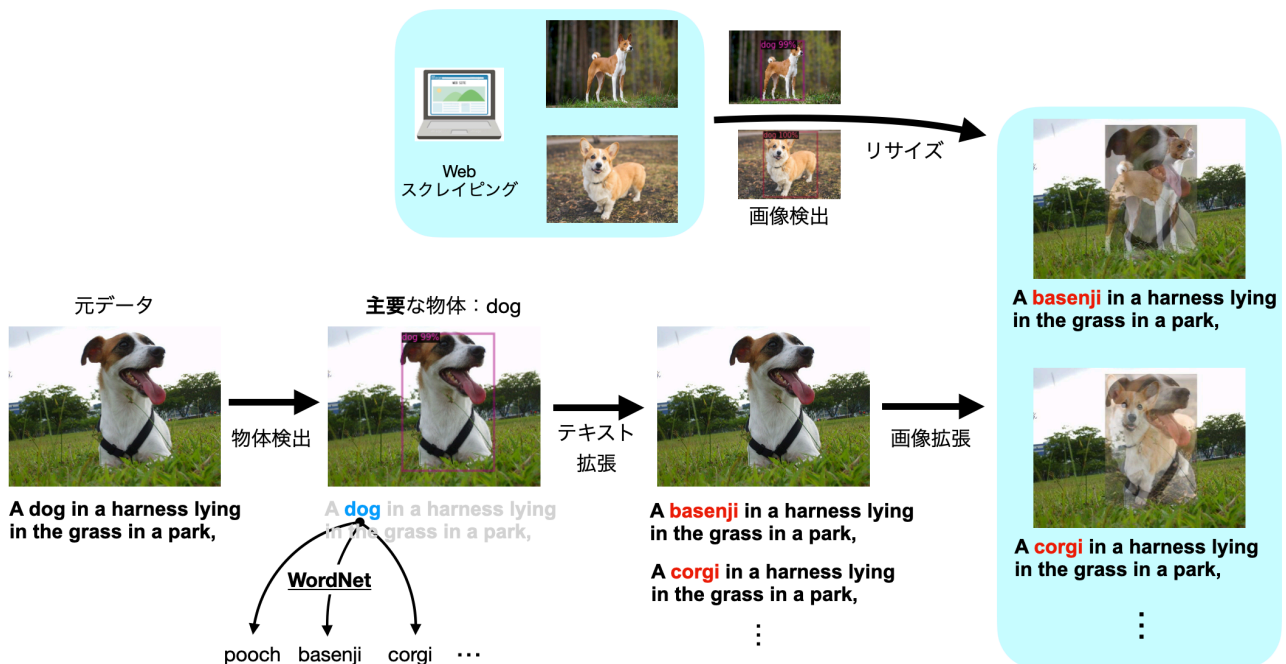 Web
スクレイピング
dog 99%
dog 100%
画像検出
リサイズ
元データ
主要な物体：dog
dog 99%
物体検出
テキスト
拡張
画像拡張
A dog in a harness lying
in the grass in a park,
A dog in a harness lying
in the grass in a park,
WordNet
pooch basenji corgi …
A basenji in a harness lying
in the grass in a park,
A corgi in a harness lying
in the grass in a park,
⋮
A basenji in a harness lying
in the grass in a park,
A corgi in a harness lying
in the grass in a park,
⋮